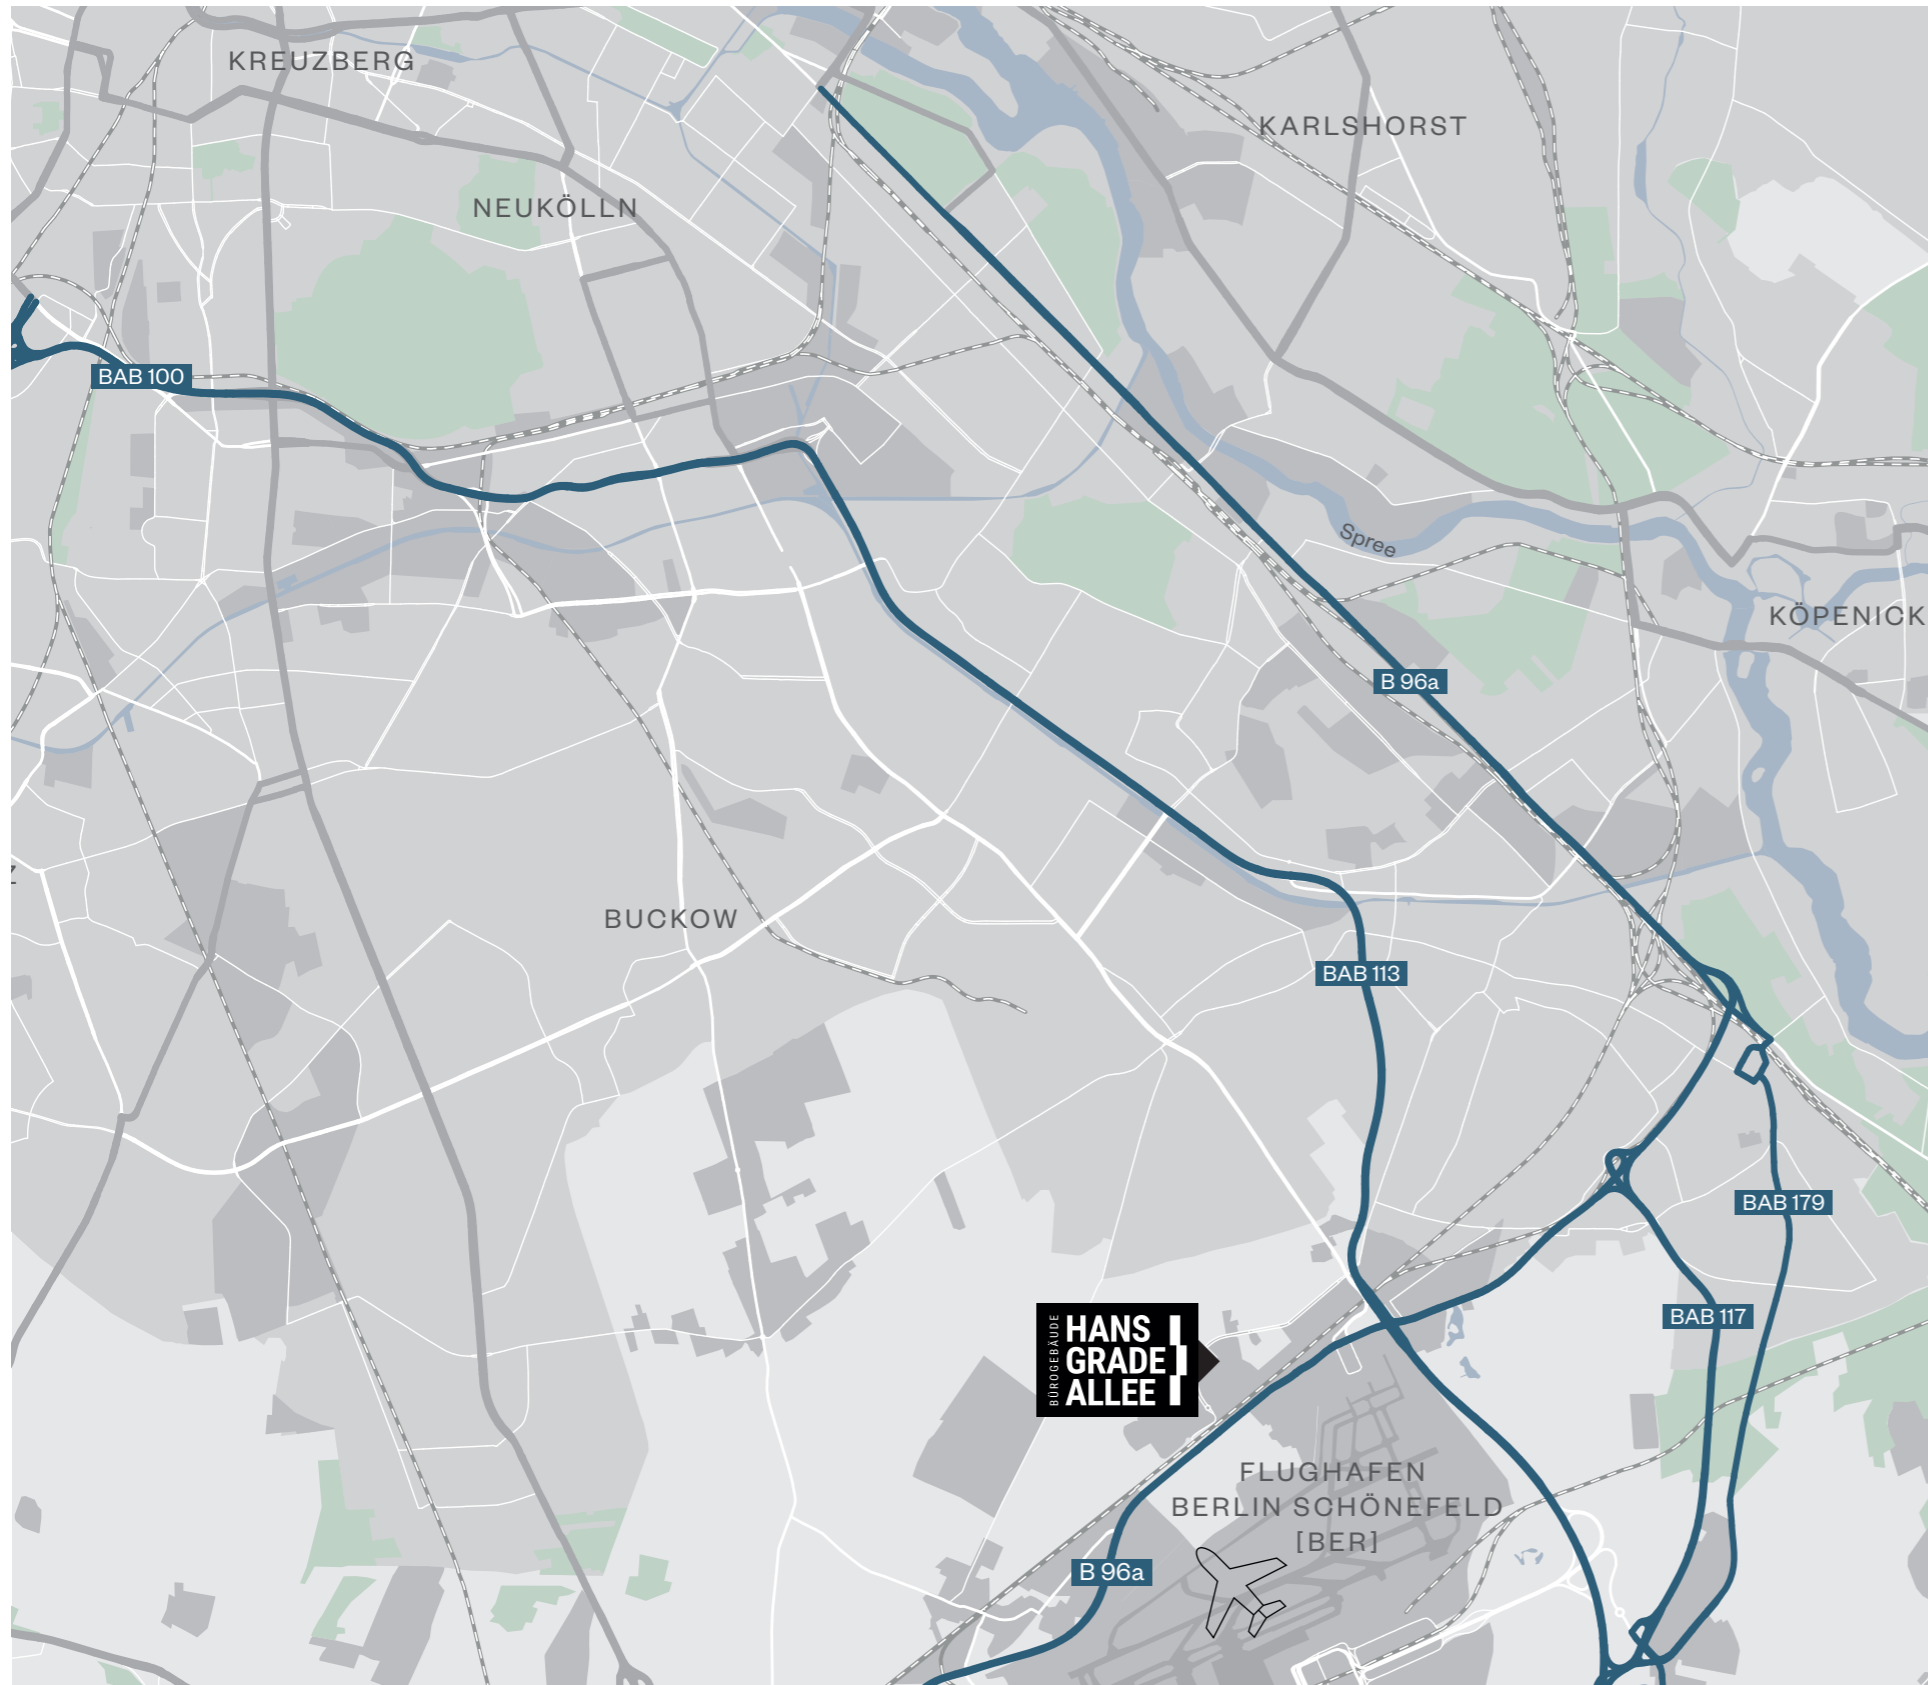 KREUZBERG
KARLSHORST
NEUKÖLLN
BAB 100
Spree
KÖPENICK
B 96a
Z
BUCKOW
BAB 113
BAB 179
BAB 117
BÜROGEBÄUDE
HANS
GRADE
ALLEE
FLUGHAFEN
BERLIN SCHÖNEFELD
[BER]
B 96a